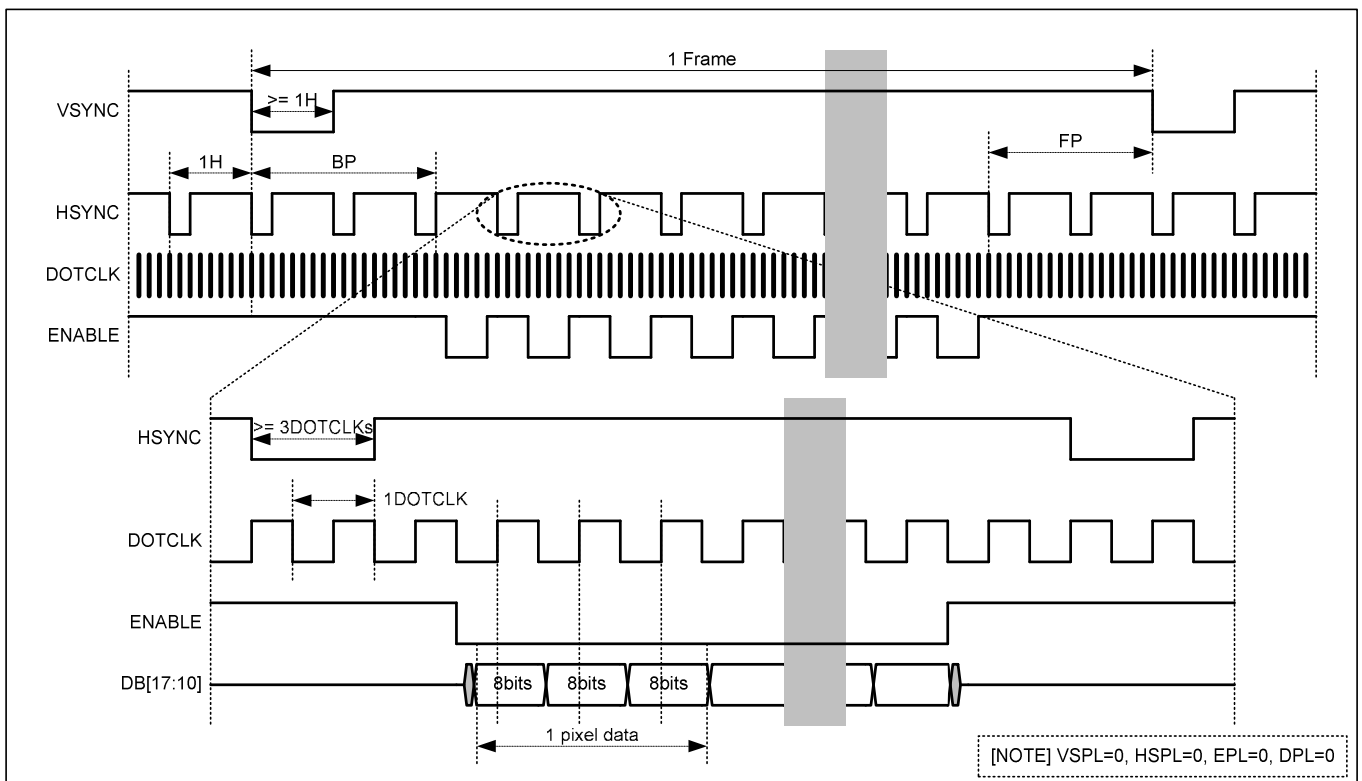 1 Frame
VSYNC
>= 1H
1H
BP
FP
HSYNC
DOTCLK
ENABLE
HSYNC
>= 3DOTCLKs
1DOTCLK
DOTCLK
ENABLE
DB[17:10]
8bits
8bits
8bits
1 pixel data
[NOTE] VSPL=0, HSPL=0, EPL=0, DPL=0